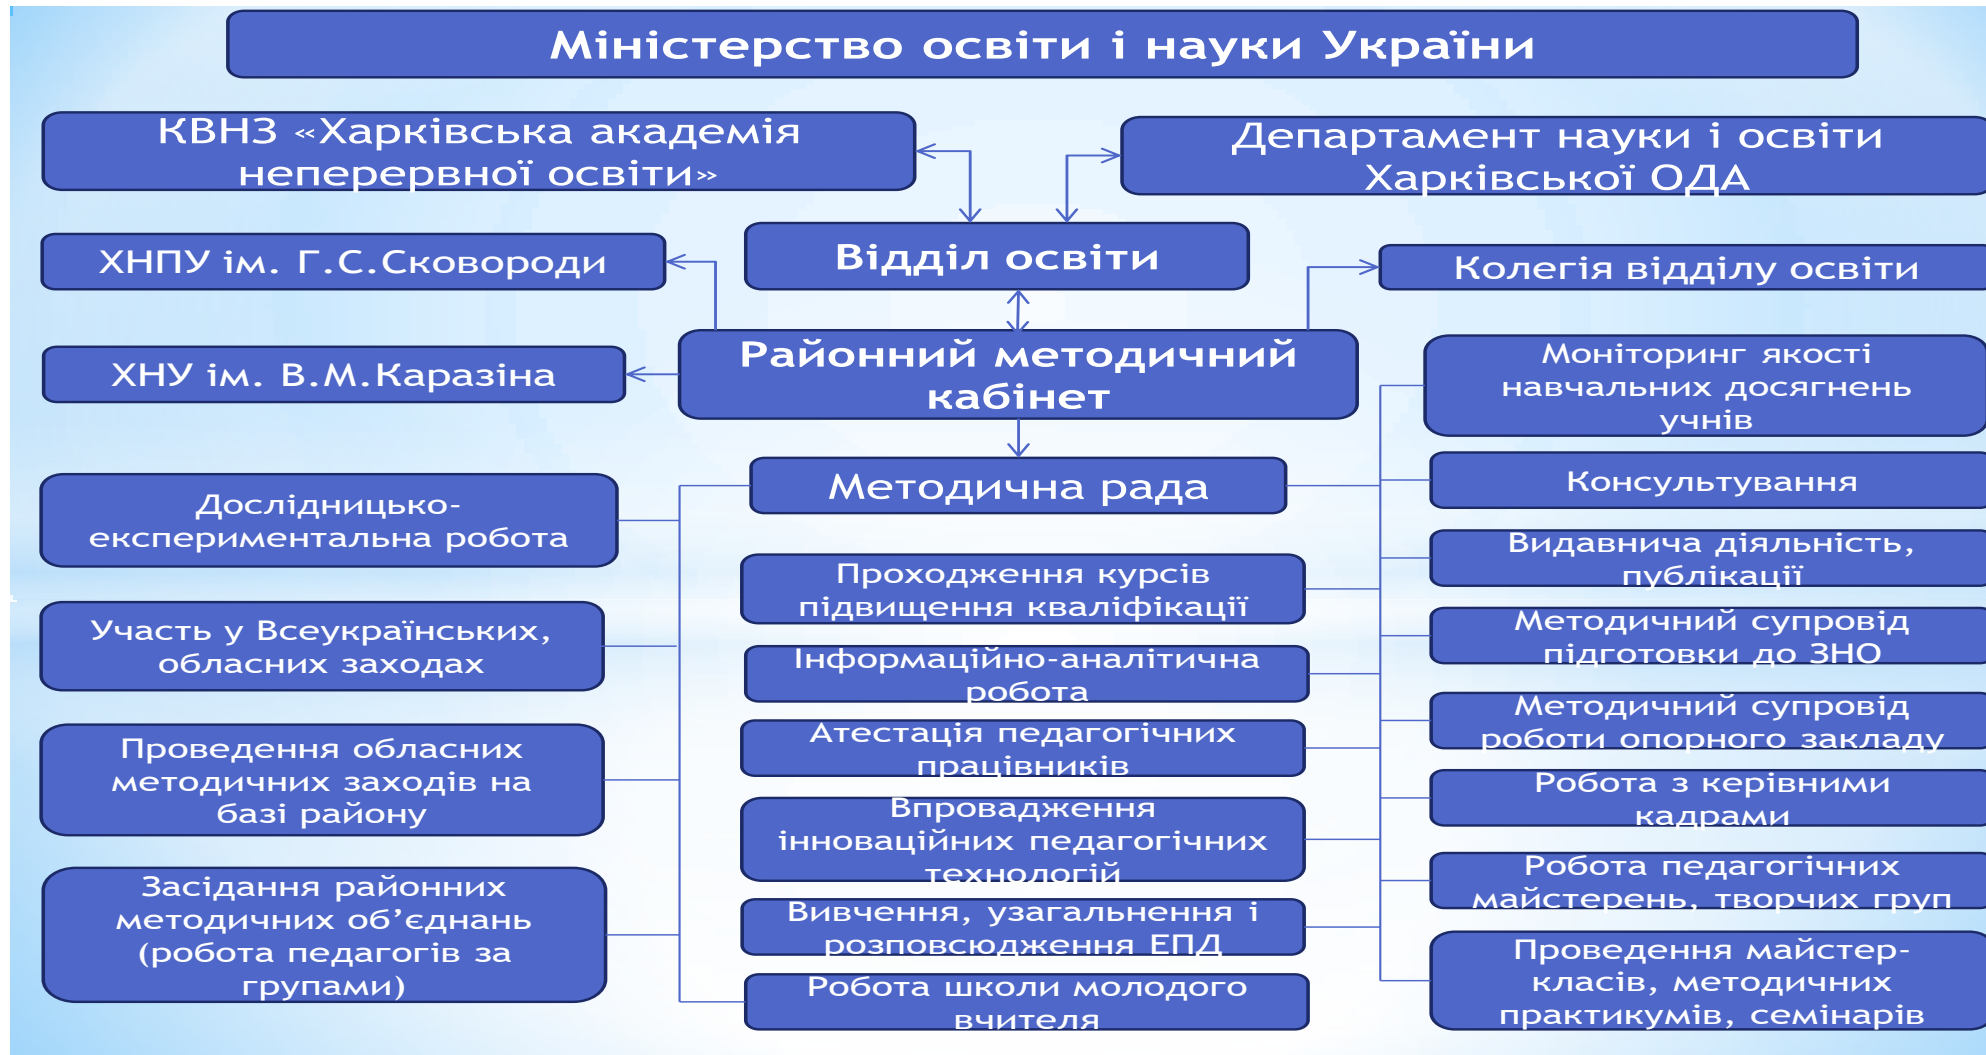 Міністерство освіти і науки України
КВНЗ «Харківська академія
неперервної освіти»
Департамент науки і освіти
Харківської ОДА
Відділ освіти
ХНПУ ім. Г.С.Сковороди
Колегія відділу освіти
Районний методичний
кабінет
ХНУ ім. В.М.Каразіна
Методична рада
Дослідницько-
експериментальна робота
Участь у Всеукраїнських,
обласних заходах
Проведення обласних
методичних заходів на
базі району
Засідання районних
методичних об’єднань
(робота педагогів за
групами)
Проходження курсів
підвищення кваліфікації
Інформаційно-аналітична
робота
Атестація педагогічних
працівників
Впровадження
інноваційних педагогічних
технологій
Вивчення, узагальнення і
розповсюдження ЕПД
Робота школи молодого
вчителя
Моніторинг якості
навчальних досягнень
учнів
Консультування
Видавнича діяльність,
публікації
Методичний супровід
підготовки до ЗНО
Методичний супровід
роботи опорного закладу
Робота з керівними
кадрами
Робота педагогічних
майстерень, творчих груп
Проведення майстер-
класів, методичних
практикумів, семінарів